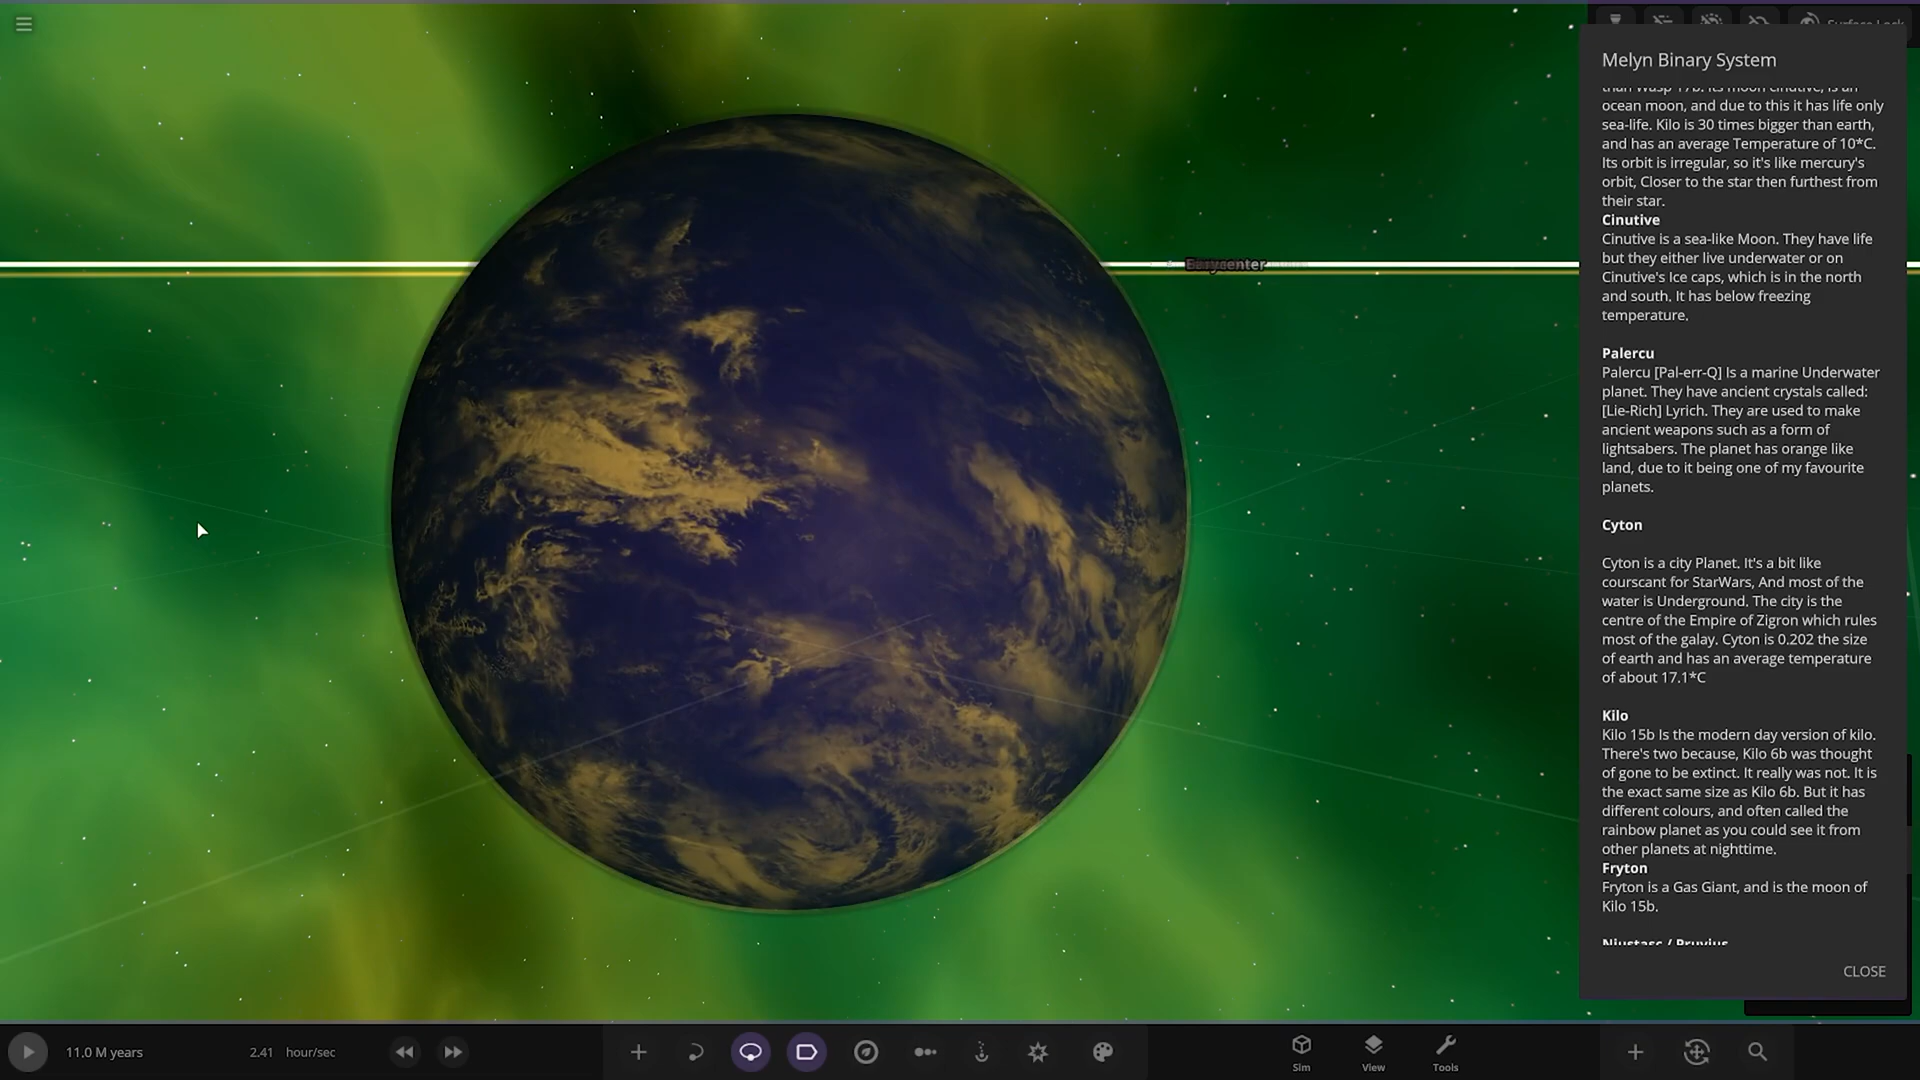 Surface Lock
Melyn Binary System
than Wasp 17b. Its moon Cinutive, is an
ocean moon, and due to this it has life only
sea-life. Kilo is 30 times bigger than earth,
and has an average Temperature of 10*C.
Its orbit is irregular, so it's like mercury's
orbit, Closer to the star then furthest from
their star.
Cinutive
Cinutive is a sea-like Moon. They have life
but they either live underwater or on
Cinutive's Ice caps, which is in the north
and south. It has below freezing
temperature.
Palercu
Palercu [Pal-err-Q] Is a marine Underwater
planet. They have ancient crystals called:
[Lie-Rich] Lyrich. They are used to make
ancient weapons such as a form of
lightsabers. The planet has orange like
land, due to it being one of my favourite
planets.
Cyton
Cyton is a city Planet. It's a bit like
courscant for StarWars, And most of the
water is Underground. The city is the
centre of the Empire of Zigron which rules
most of the galay. Cyton is 0.202 the size
of earth and has an average temperature
of about 17.1*C
Kilo
Kilo 15b Is the modern day version of kilo.
There's two because, Kilo 6b was thought
of gone to be extinct. It really was not. It is
the exact same size as Kilo 6b. But it has
different colours, and often called the
rainbow planet as you could see it from
other planets at nighttime.
Fryton
Fryton is a Gas Giant, and is the moon of
Kilo 15b.
CLOSE
Barycenter
11.0 M years
2.41 hour/sec
Sim
View
Tools